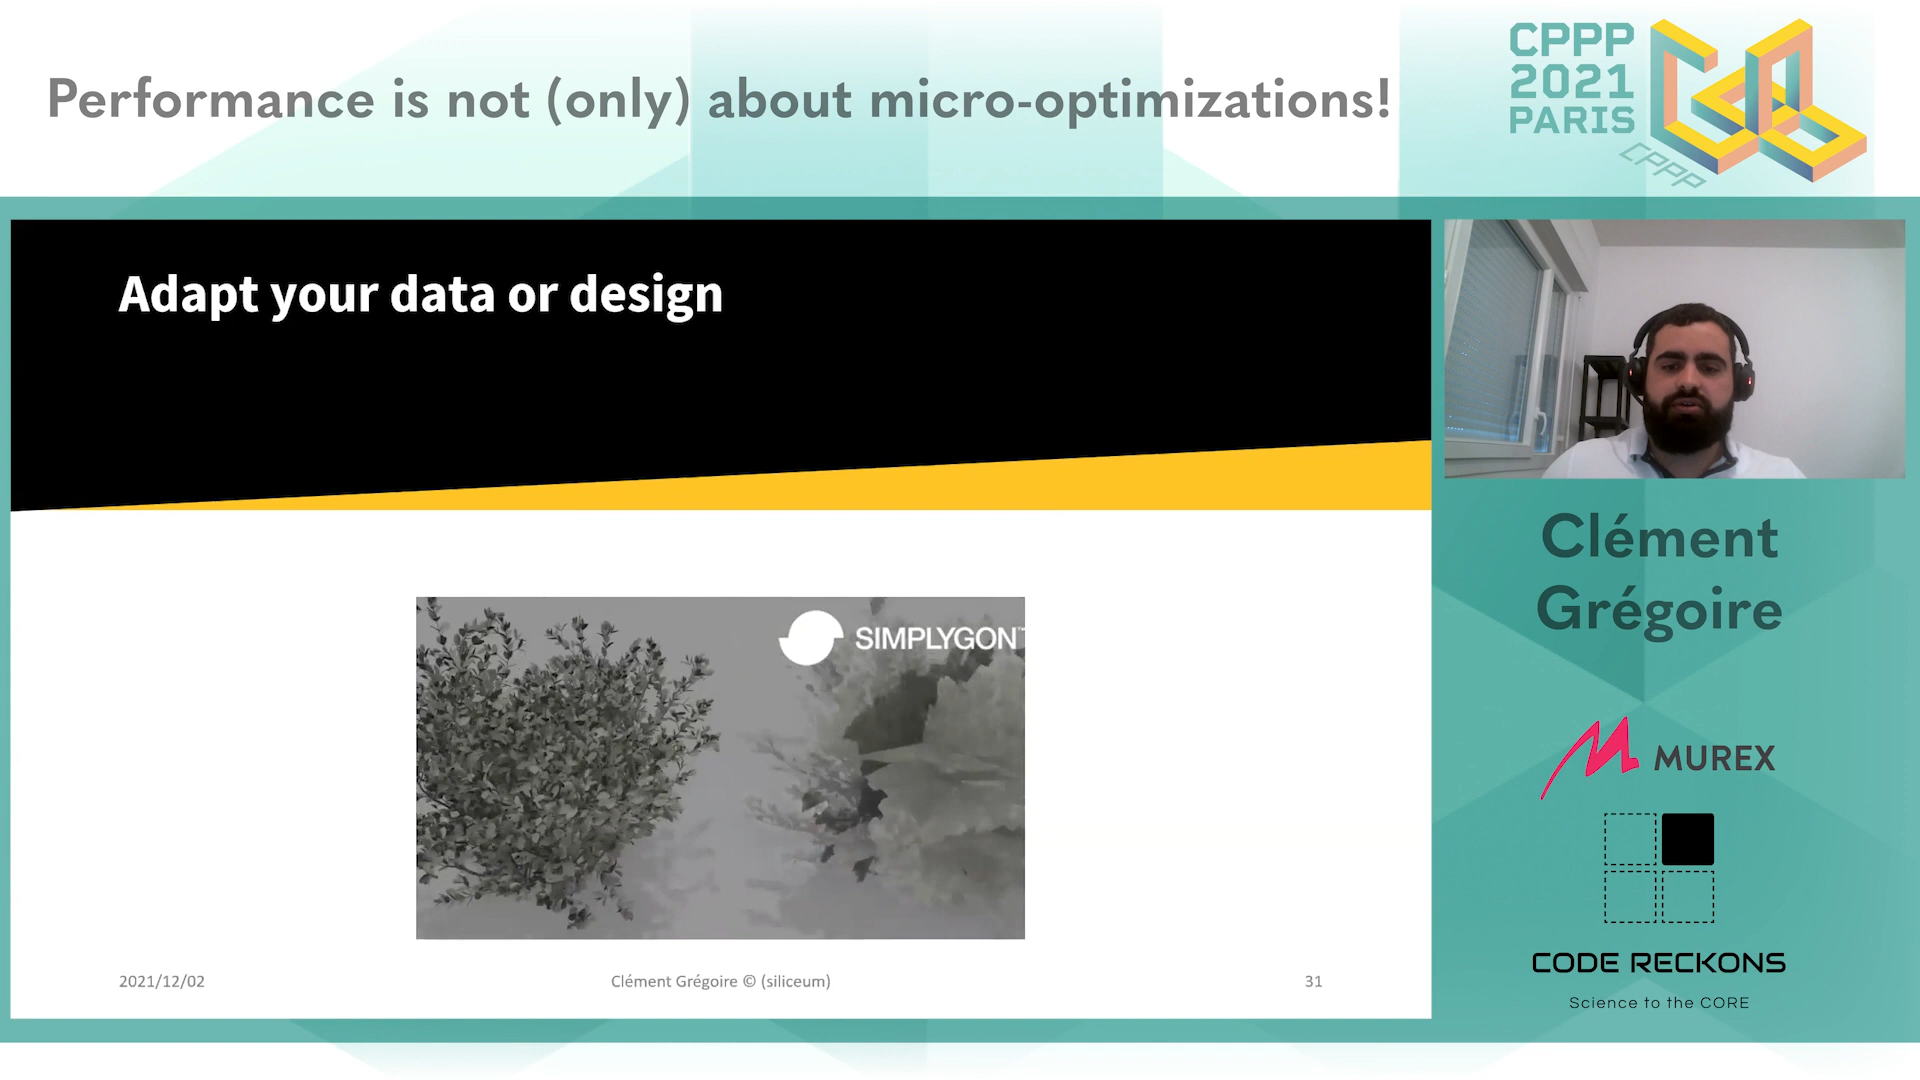 Performance is not (only) about micro-optimizations!
CPPP
2021
PARIS
CPPP
Adapt your data or design
SIMPLYGON™
2021/12/02
Clément Grégoire © (siliceum)
31
Clément
Grégoire
MUREX
CODE RECKONS
Science to the CORE